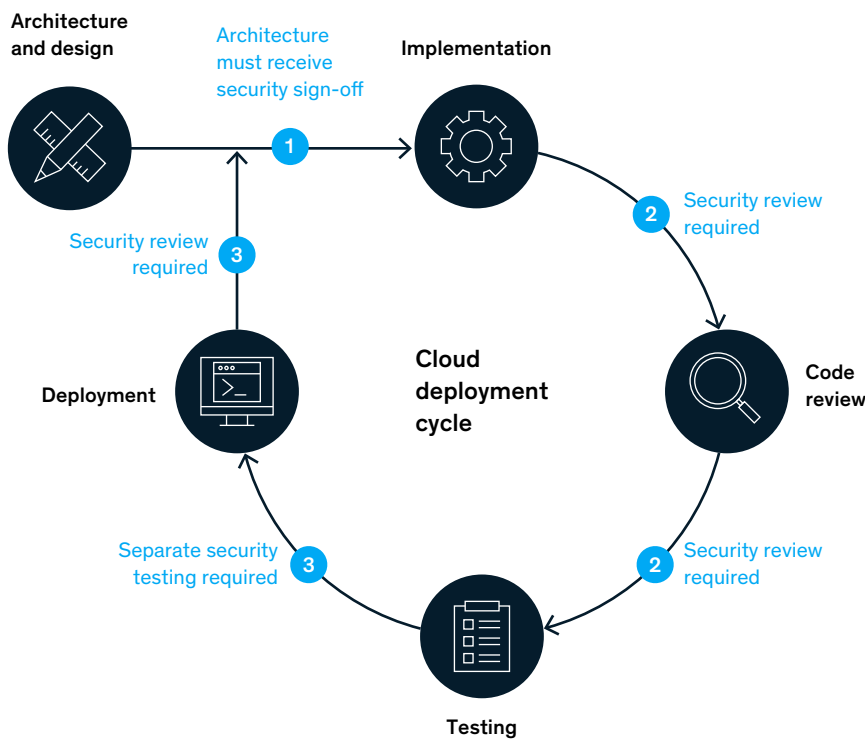 Architecture
and design
Architecture
must receive
security sign-off
Implementation
1
2
Security review
required
Security review
required
3
Cloud
deployment
cycle
Deployment
>_
Code
review
Separate security
testing required
3
2
Security review
required
Testing